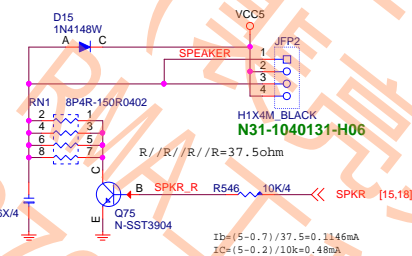 D15
1N4148W
A C
VCC5
JFP2
SPEAKER
1
2
3
4
RN1 8P4R-150R0402
2 1
4 3
6 5
8 7
H1X4M_BLACK
N31-1040131-H06
R//R//R//R=37.5ohm
C
B SPKR_R R546 10K/4 SPKR [15,18]
6X/4
E
Q75
N-SST3904
Ib=(5-0.7)/37.5=0.1146mA
IC=(5-0.2)/10k=0.48mA